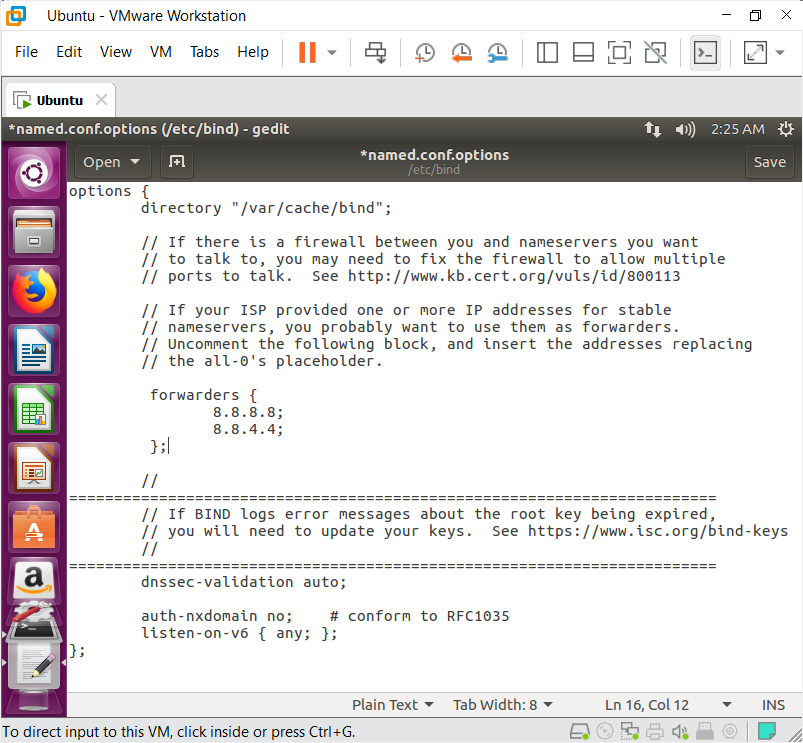 Ubuntu - VMware Workstation
File Edit View VM Tabs Help
Ubuntu
*named.conf.options (/etc/bind) - gedit 2:25 AM
Open *named.conf.options Save
/etc/bind
options {
directory "/var/cache/bind";
// If there is a firewall between you and nameservers you want
// to talk to, you may need to fix the firewall to allow multiple
// ports to talk.  See http://www.kb.cert.org/vuls/id/800113
// If your ISP provided one or more IP addresses for stable
// nameservers, you probably want to use them as forwarders.
// Uncomment the following block, and insert the addresses replacing
// the all-0's placeholder.
forwarders {
8.8.8.8;
8.8.4.4;
};
//
========================================================================
// If BIND logs error messages about the root key being expired,
// you will need to update your keys.  See https://www.isc.org/bind-keys
//
========================================================================
dnssec-validation auto;
auth-nxdomain no;    # conform to RFC1035
listen-on-v6 { any; };
};
Plain Text Tab Width: 8 Ln 16, Col 12 INS
To direct input to this VM, click inside or press Ctrl+G.